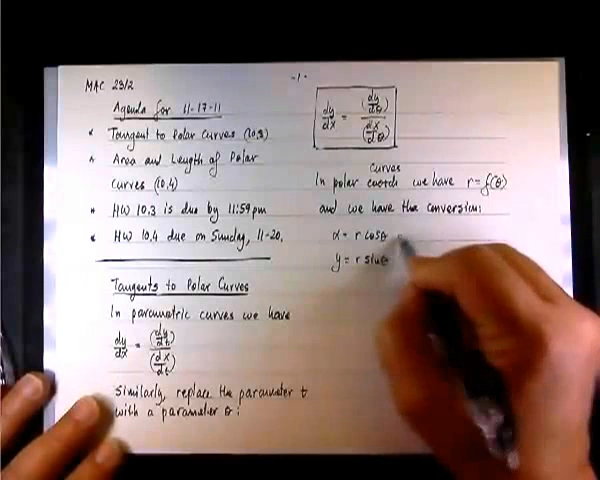 MAC 2312
-1-
Agenda for 11-17-11
* Tangent to Polar Curves (10.3)
* Area and Length of Polar
Curves (10.4)
* HW 10.3 is due by 11:59pm
* HW 10.4 due on Sunday, 11-20.
Tangents to Polar Curves
In parametric curves we have
dy/dx = (dy/dt)/(dx/dt)
Similarly, replace the parameter t
with a parameter θ:
dy/dx = (dy/dθ)/(dx/dθ)
Curves
In polar coord we have r = f(θ)
and we have the conversion:
x = r cosθ =
y = r sinθ